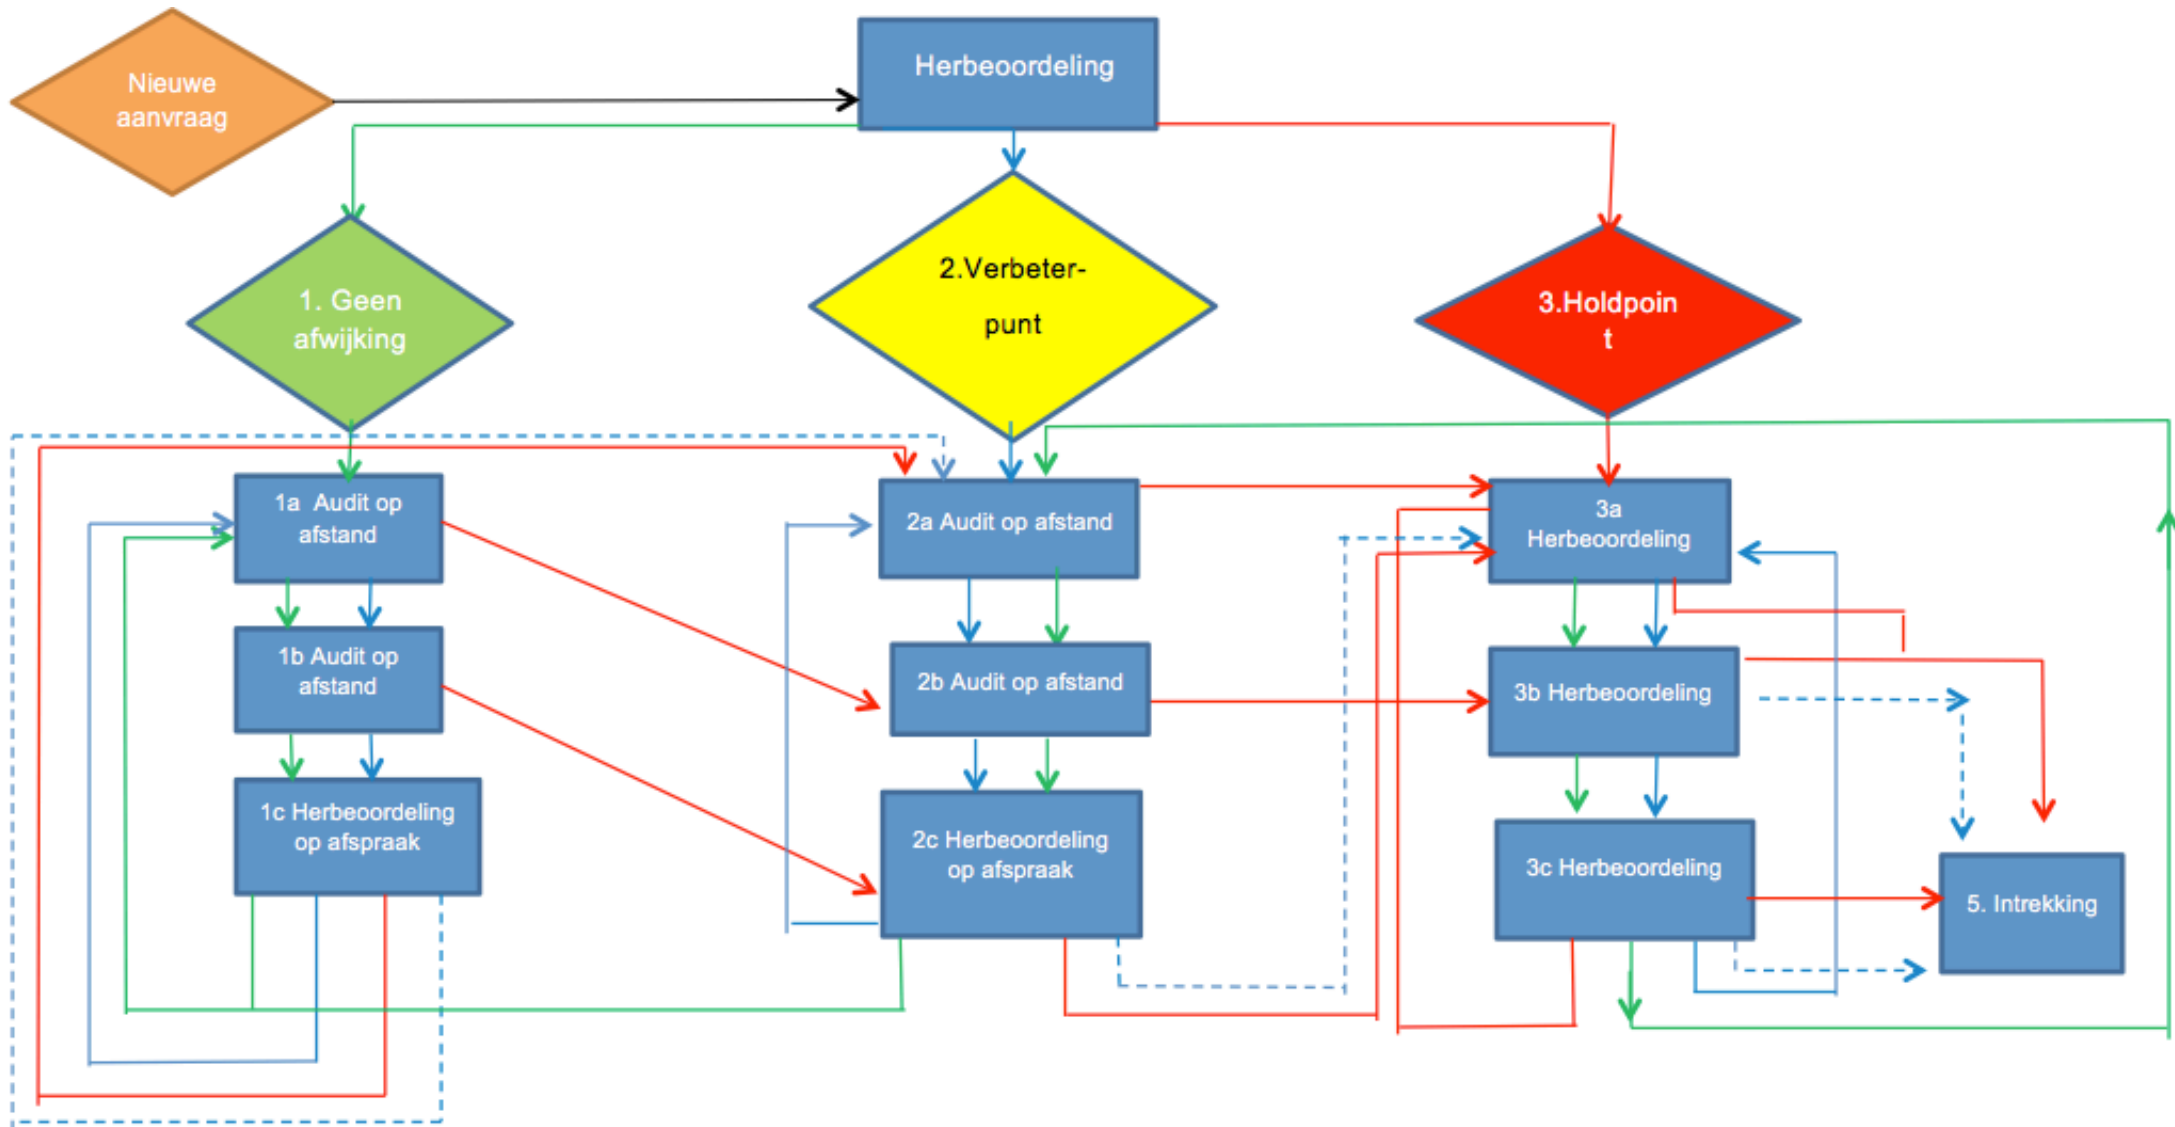 Nieuwe
aanvraag
Herbeoordeling
1. Geen
afwijking
2.Verbeter-
punt
3.Holdpoin
t
1a Audit op
afstand
2a Audit op afstand
3a
Herbeoordeling
1b Audit op
afstand
2b Audit op afstand
3b Herbeoordeling
1c Herbeoordeling
op afspraak
2c Herbeoordeling
op afspraak
3c Herbeoordeling
5. Intrekking